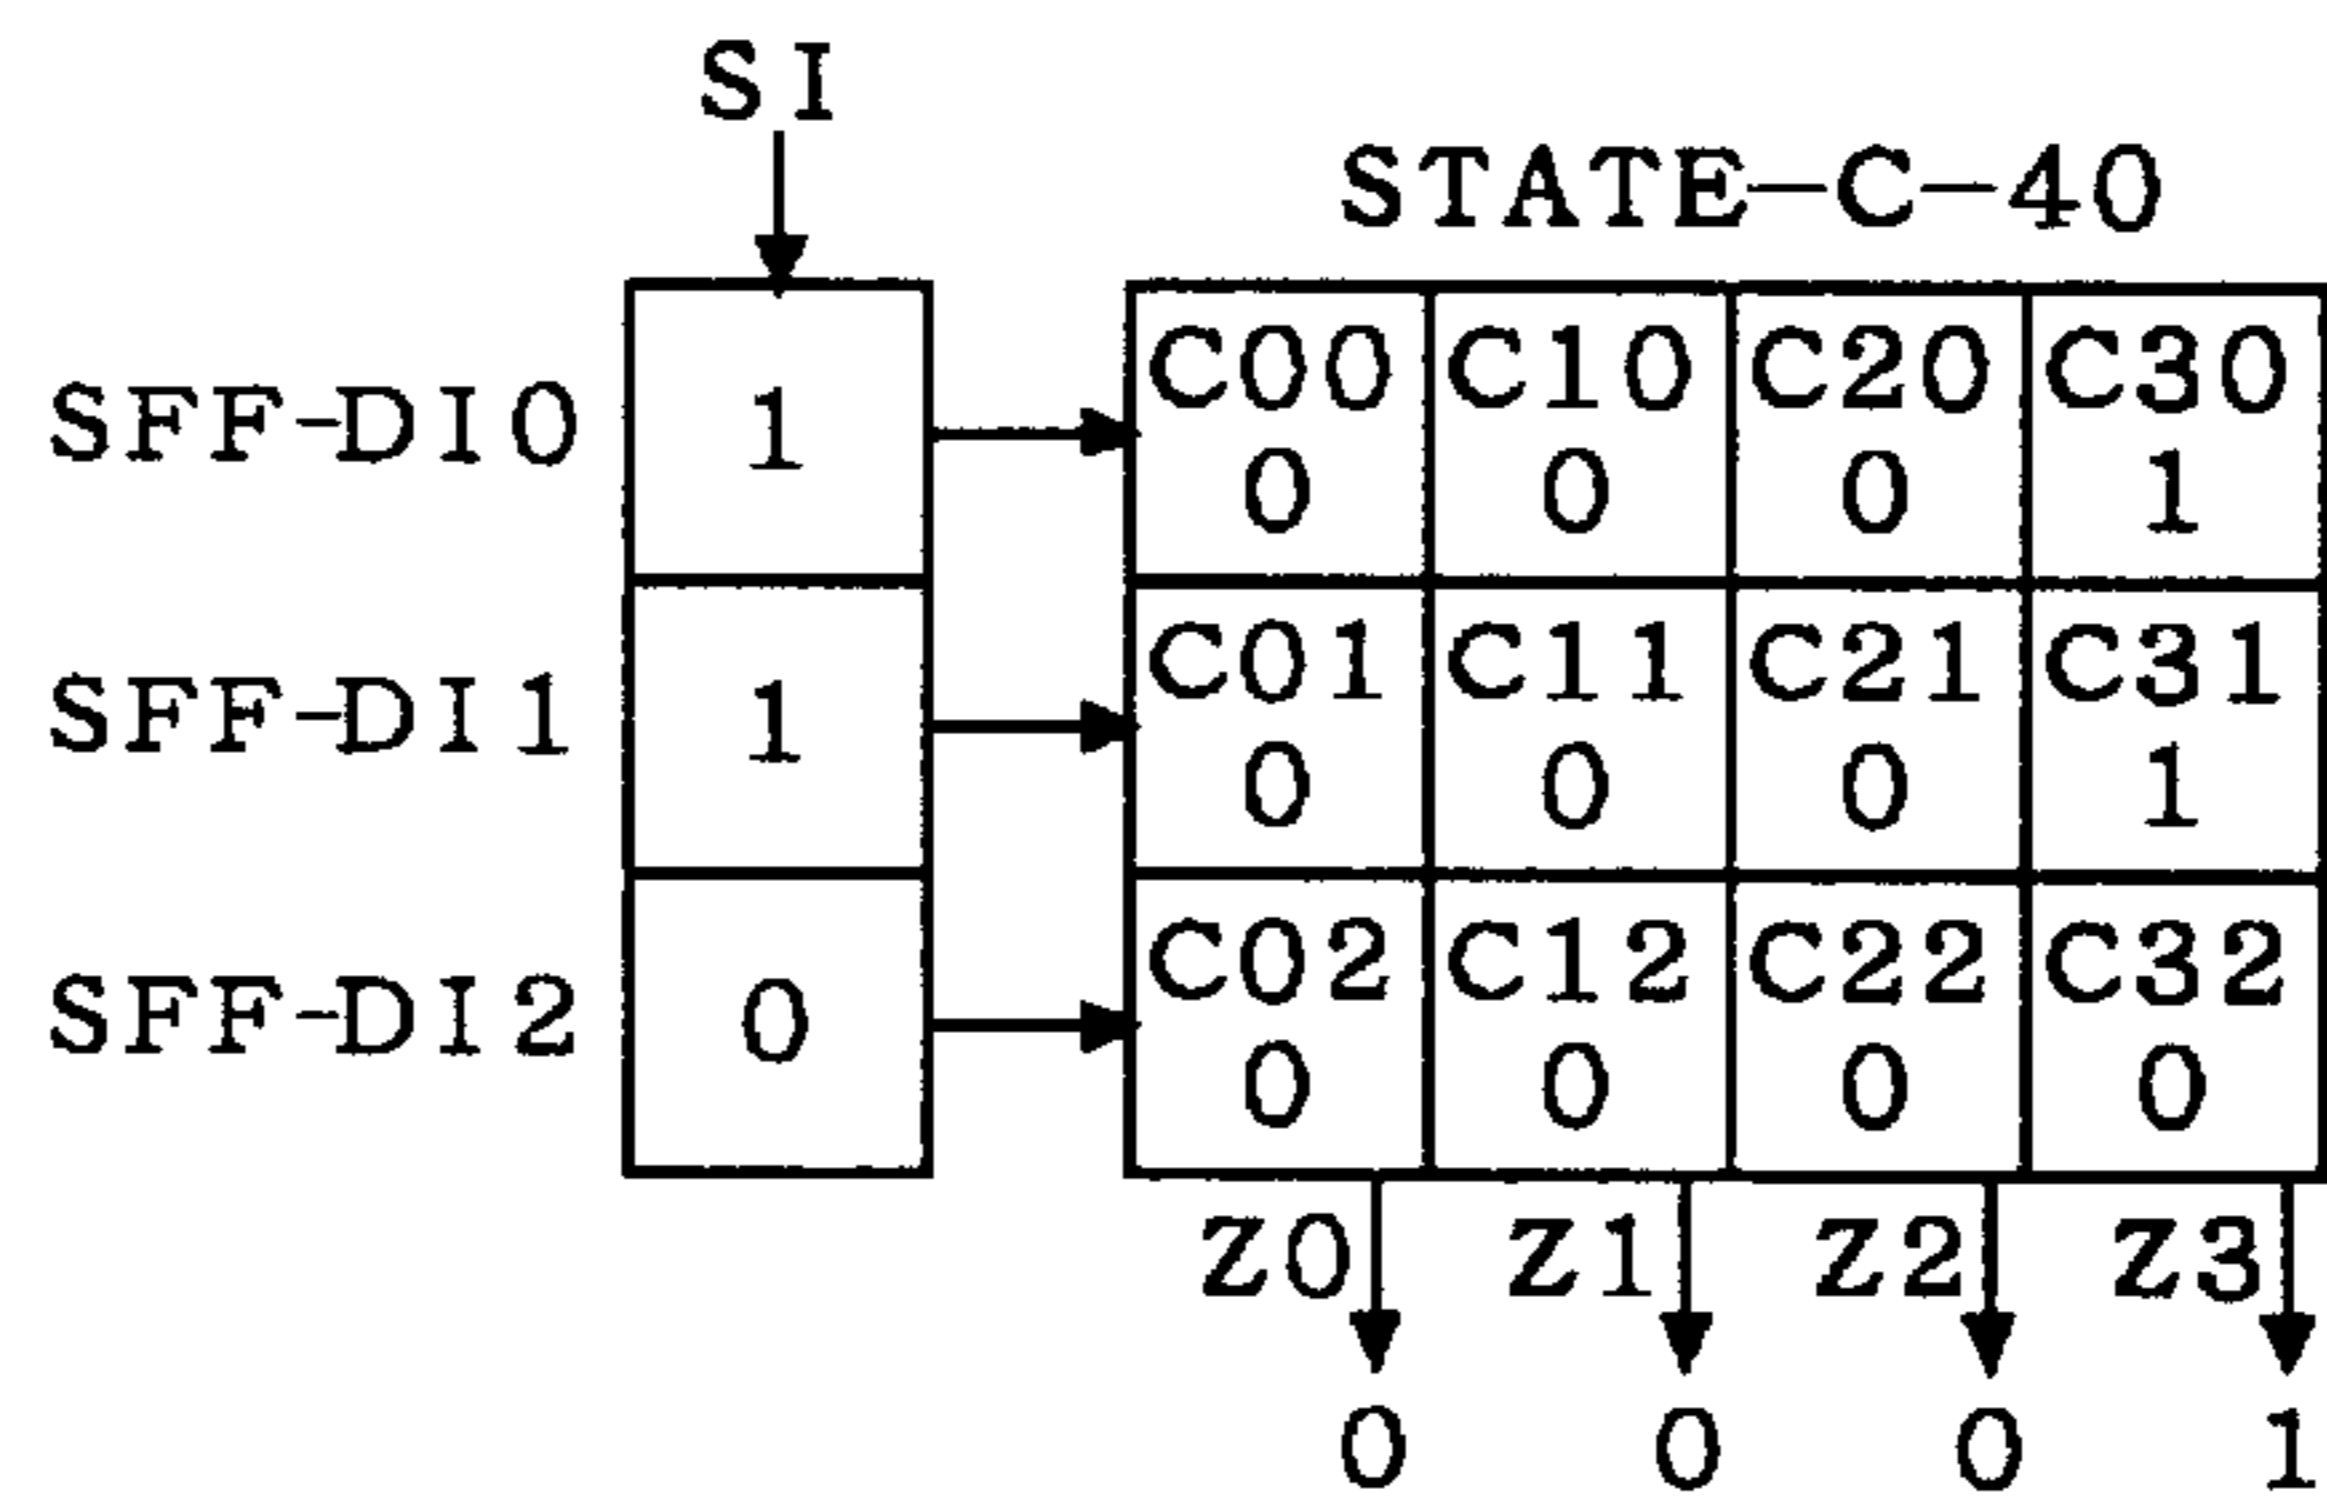 SI
STATE-C-40
C00 C10 C20 C30
SFF-DI0 1 0 0 0 1
C01 C11 C21 C31
SFF-DI1 1 0 0 0 1
C02 C12 C22 C32
SFF-DI2 0 0 0 0 0
Z0 Z1 Z2 Z3
0 0 0 1